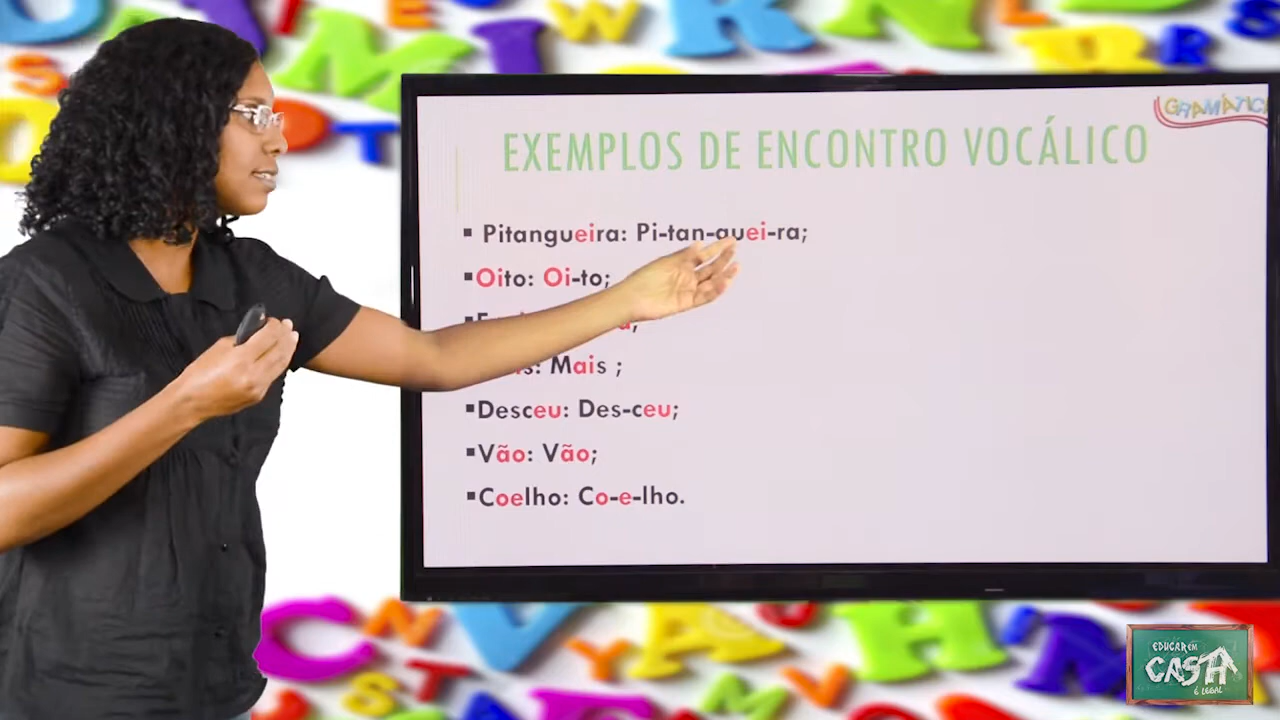 GRAMÁTICA
EXEMPLOS DE ENCONTRO VOCÁLICO
▪ Pitangueira: Pi-tan-guei-ra;
▪ Oito: Oi-to;
▪ Mais ;
▪ Desceu: Des-ceu;
▪ Vão: Vão;
▪ Coelho: Co-e-lho.
EDUCAR EM
CASA
É LEGAL